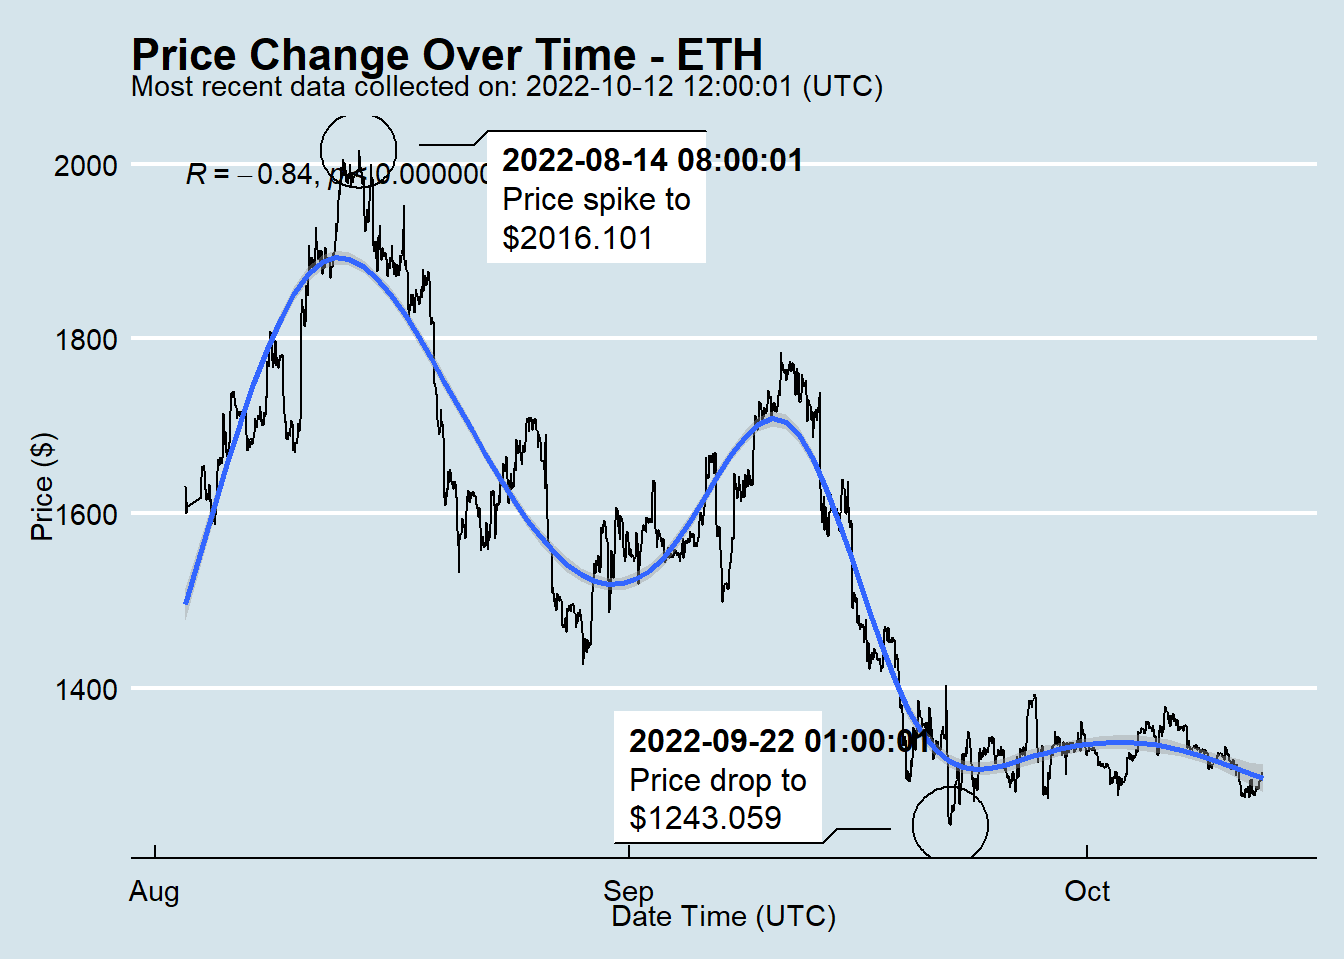 Price Change Over Time - ETH
Most recent data collected on: 2022-10-12 12:00:01 (UTC)
R = −0.84, p < 0.000000
2022-08-14 08:00:01
Price spike to
$2016.101
2000
1800
1600
1400
Price ($)
2022-09-22 01:00:01
Price drop to
$1243.059
Aug
Sep
Oct
Date Time (UTC)